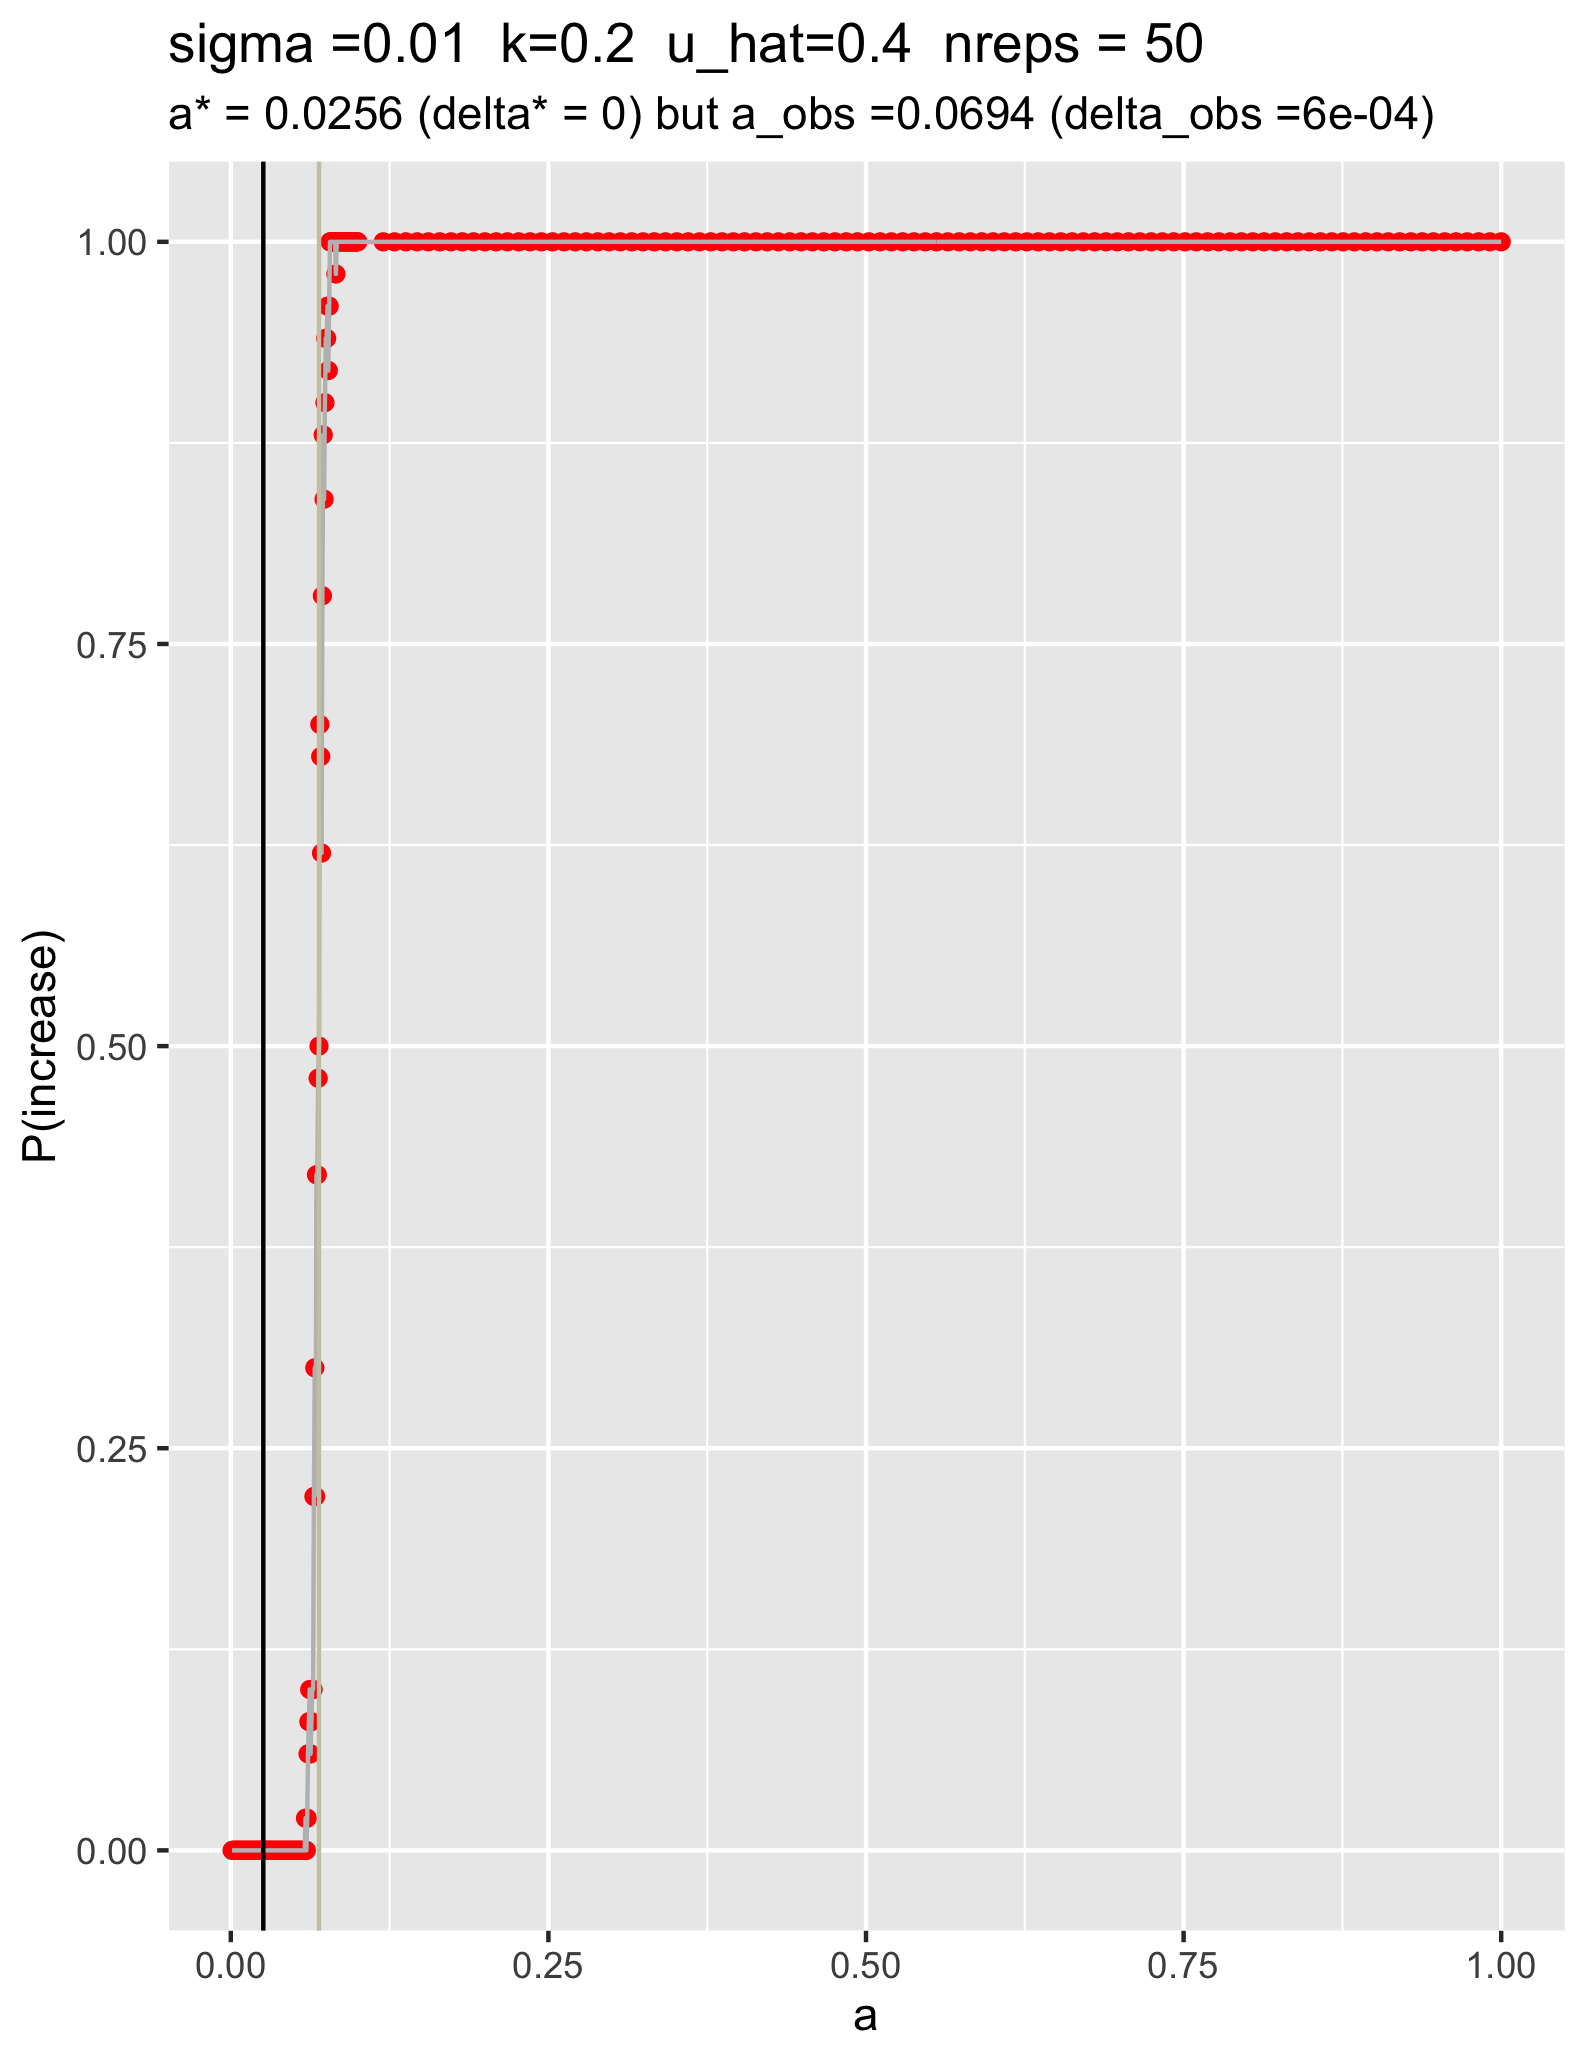 sigma =0.01  k=0.2  u_hat=0.4  nreps = 50
a* = 0.0256 (delta* = 0) but a_obs =0.0694 (delta_obs =6e-04)
1.00
0.75
0.50
0.25
0.00
P(increase)
0.00 0.25 0.50 0.75 1.00
a